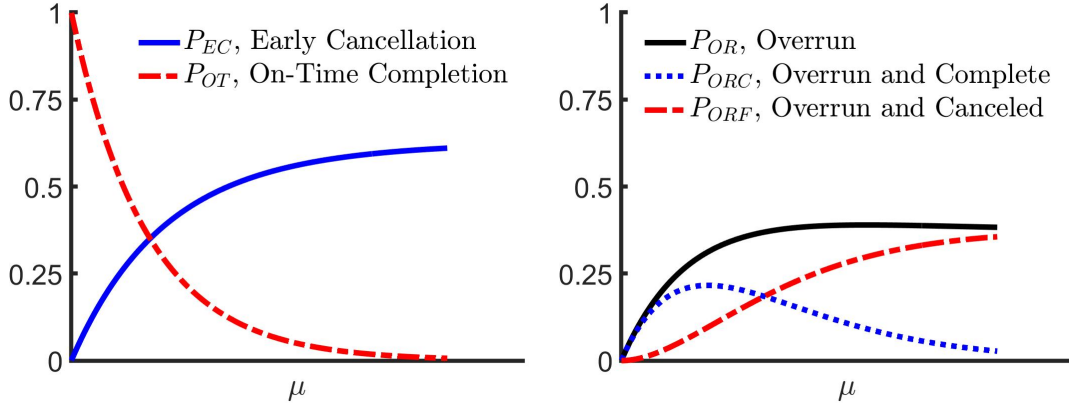 1
P_EC, Early Cancellation
P_OT, On-Time Completion
0.75
0.5
0.25
0
μ
1
P_OR, Overrun
P_ORC, Overrun and Complete
P_ORF, Overrun and Canceled
0.75
0.5
0.25
0
μ